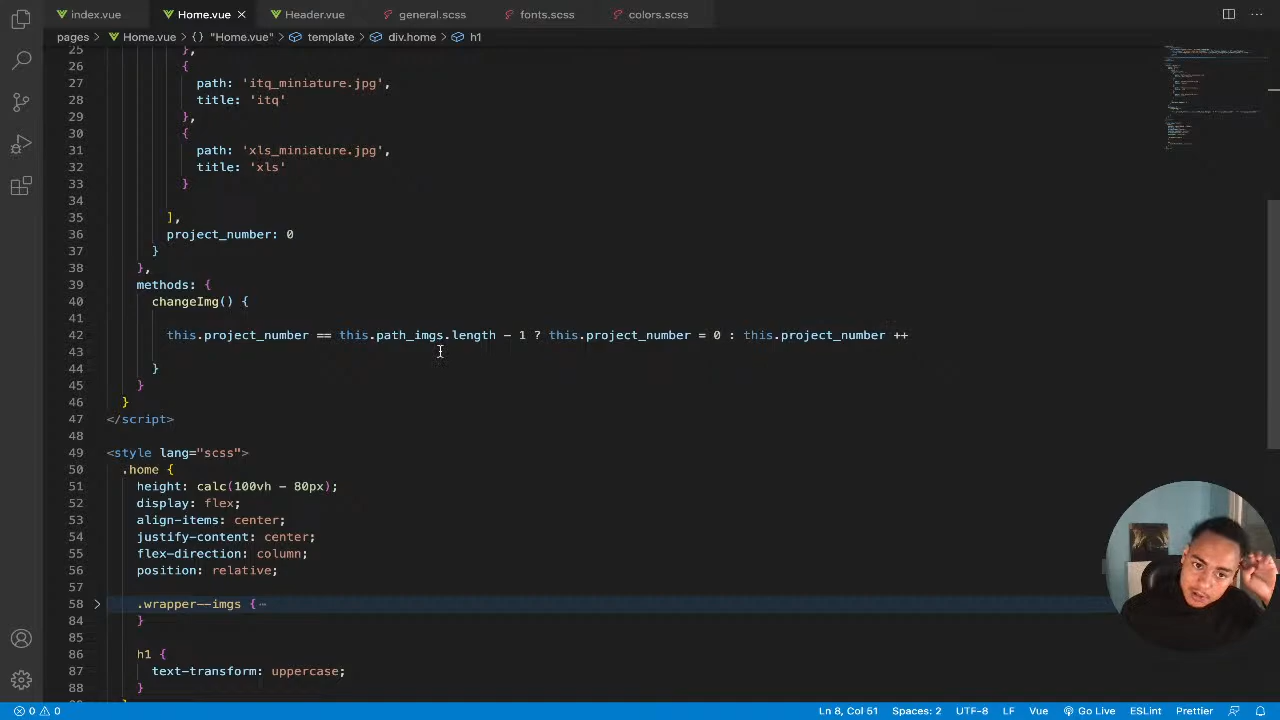 index.vue Home.vue Header.vue general.scss fonts.scss colors.scss
pages > Home.vue > {} "Home.vue" > template > div.home > h1
25 },
26 {
27 path: 'itq_miniature.jpg',
28 title: 'itq'
29 },
30 {
31 path: 'xls_miniature.jpg',
32 title: 'xls'
33 }
34
35 ],
36 project_number: 0
37 }
38 },
39 methods: {
40 changeImg() {
41
42 this.project_number == this.path_imgs.length - 1 ? this.project_number = 0 : this.project_number ++
43
44 }
45 }
46 }
47 </script>
48
49 <style lang="scss">
50 .home {
51 height: calc(100vh - 80px);
52 display: flex;
53 align-items: center;
54 justify-content: center;
55 flex-direction: column;
56 position: relative;
57
58 .wrapper--imgs {
84 }
85
86 h1 {
87 text-transform: uppercase;
88 }
0 0 Ln 8, Col 51 Spaces: 2 UTF-8 LF Vue Go Live ESLint Prettier